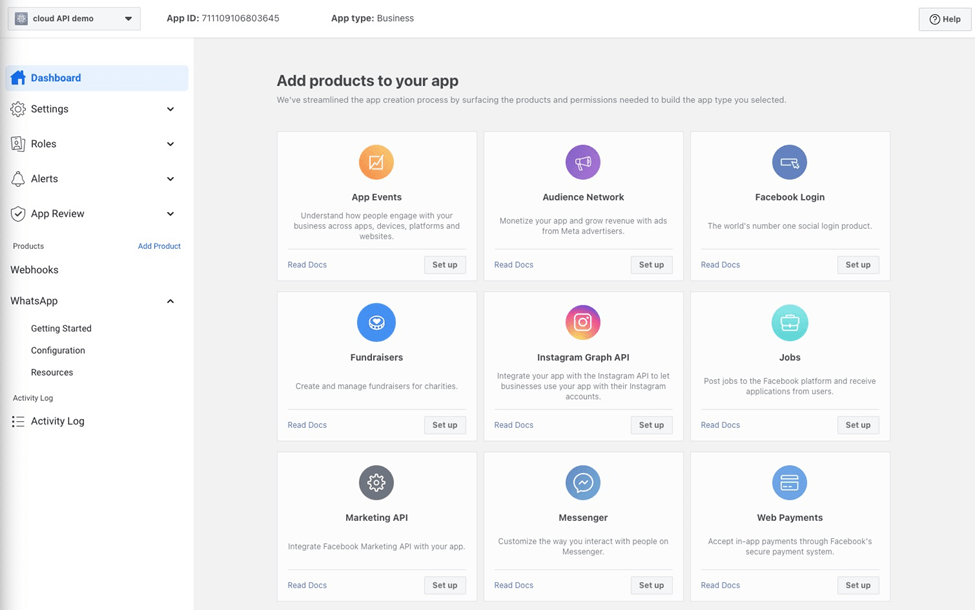 cloud API demo
App ID: 711109106803645
App type: Business
Help
Dashboard
Settings
Roles
Alerts
App Review
Products
Add Product
Webhooks
WhatsApp
Getting Started
Configuration
Resources
Activity Log
Activity Log
Add products to your app
We've streamlined the app creation process by surfacing the products and permissions needed to build the app type you selected.
App Events
Understand how people engage with your
business across apps, devices, platforms and
websites.
Read Docs
Set up
Audience Network
Monetize your app and grow revenue with ads
from Meta advertisers.
Read Docs
Set up
Facebook Login
The world's number one social login product.
Read Docs
Set up
Fundraisers
Create and manage fundraisers for charities.
Read Docs
Set up
Instagram Graph API
Integrate your app with the Instagram API to let
businesses use your app with their Instagram
accounts.
Read Docs
Set up
Jobs
Post jobs to the Facebook platform and receive
applications from users.
Read Docs
Set up
Marketing API
Integrate Facebook Marketing API with your app.
Read Docs
Set up
Messenger
Customize the way you interact with people on
Messenger.
Read Docs
Set up
Web Payments
Accept in-app payments through Facebook's
secure payment system.
Read Docs
Set up